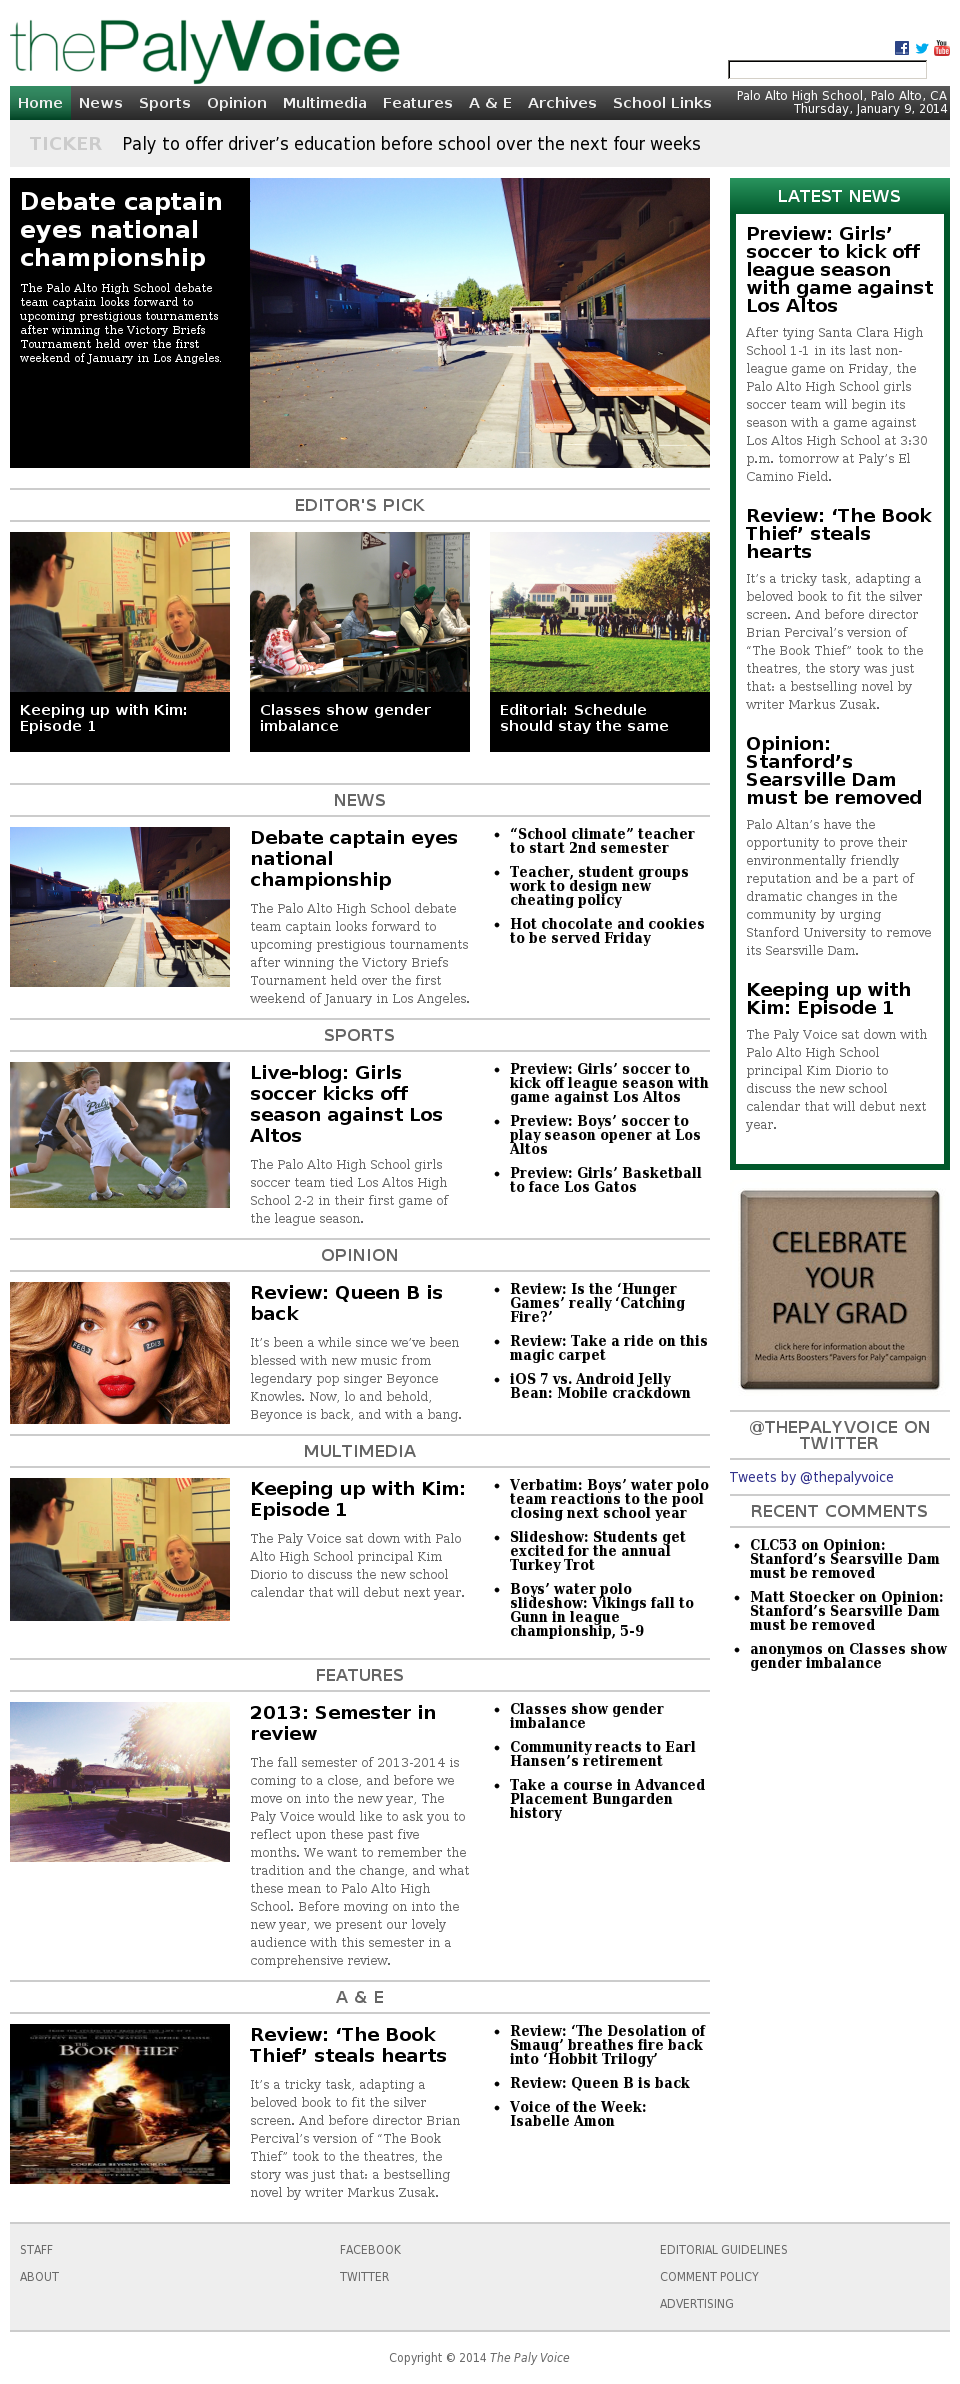 thePalyVoice
Home News Sports Opinion Multimedia Features A & E Archives School Links
Palo Alto High School, Palo Alto, CA
Thursday, January 9, 2014
TICKER Paly to offer driver’s education before school over the next four weeks
Debate captain
eyes national
championship
The Palo Alto High School debate
team captain looks forward to
upcoming prestigious tournaments
after winning the Victory Briefs
Tournament held over the first
weekend of January in Los Angeles.
EDITOR'S PICK
Keeping up with Kim:
Episode 1
Classes show gender
imbalance
Editorial: Schedule
should stay the same
NEWS
Debate captain eyes
national
championship
The Palo Alto High School debate
team captain looks forward to
upcoming prestigious tournaments
after winning the Victory Briefs
Tournament held over the first
weekend of January in Los Angeles.
“School climate” teacher
to start 2nd semester
Teacher, student groups
work to design new
cheating policy
Hot chocolate and cookies
to be served Friday
SPORTS
Paly
Live-blog: Girls
soccer kicks off
season against Los
Altos
The Palo Alto High School girls
soccer team tied Los Altos High
School 2-2 in their first game of
the league season.
Preview: Girls’ soccer to
kick off league season with
game against Los Altos
Preview: Boys’ soccer to
play season opener at Los
Altos
Preview: Girls’ Basketball
to face Los Gatos
OPINION
FEB 3 2013
Review: Queen B is
back
It’s been a while since we’ve been
blessed with new music from
legendary pop singer Beyonce
Knowles. Now, lo and behold,
Beyonce is back, and with a bang.
Review: Is the ‘Hunger
Games’ really ‘Catching
Fire?’
Review: Take a ride on this
magic carpet
iOS 7 vs. Android Jelly
Bean: Mobile crackdown
MULTIMEDIA
Keeping up with Kim:
Episode 1
The Paly Voice sat down with Palo
Alto High School principal Kim
Diorio to discuss the new school
calendar that will debut next year.
Verbatim: Boys’ water polo
team reactions to the pool
closing next school year
Slideshow: Students get
excited for the annual
Turkey Trot
Boys’ water polo
slideshow: Vikings fall to
Gunn in league
championship, 5-9
FEATURES
2013: Semester in
review
The fall semester of 2013-2014 is
coming to a close, and before we
move on into the new year, The
Paly Voice would like to ask you to
reflect upon these past five
months. We want to remember the
tradition and the change, and what
these mean to Palo Alto High
School. Before moving on into the
new year, we present our lovely
audience with this semester in a
comprehensive review.
Classes show gender
imbalance
Community reacts to Earl
Hansen’s retirement
Take a course in Advanced
Placement Bungarden
history
A & E
THE
BOOK THIEF
COURAGE BEYOND WORDS
NOVEMBER
Review: ‘The Book
Thief’ steals hearts
It’s a tricky task, adapting a
beloved book to fit the silver
screen. And before director Brian
Percival’s version of “The Book
Thief” took to the theatres, the
story was just that: a bestselling
novel by writer Markus Zusak.
Review: ‘The Desolation of
Smaug’ breathes fire back
into ‘Hobbit Trilogy’
Review: Queen B is back
Voice of the Week:
Isabelle Amon
LATEST NEWS
Preview: Girls’
soccer to kick off
league season
with game against
Los Altos
After tying Santa Clara High
School 1-1 in its last non-
league game on Friday, the
Palo Alto High School girls
soccer team will begin its
season with a game against
Los Altos High School at 3:30
p.m. tomorrow at Paly’s El
Camino Field.
Review: ‘The Book
Thief’ steals
hearts
It’s a tricky task, adapting a
beloved book to fit the silver
screen. And before director
Brian Percival’s version of
“The Book Thief” took to the
theatres, the story was just
that: a bestselling novel by
writer Markus Zusak.
Opinion:
Stanford’s
Searsville Dam
must be removed
Palo Altan’s have the
opportunity to prove their
environmentally friendly
reputation and be a part of
dramatic changes in the
community by urging
Stanford University to remove
its Searsville Dam.
Keeping up with
Kim: Episode 1
The Paly Voice sat down with
Palo Alto High School
principal Kim Diorio to
discuss the new school
calendar that will debut next
year.
CELEBRATE
YOUR
PALY GRAD
click here for information about the
Media Arts Boosters "Pavers for Paly" campaign
@THEPALYVOICE ON
TWITTER
Tweets by @thepalyvoice
RECENT COMMENTS
CLC53 on Opinion:
Stanford’s Searsville Dam
must be removed
Matt Stoecker on Opinion:
Stanford’s Searsville Dam
must be removed
anonymos on Classes show
gender imbalance
STAFF
ABOUT
FACEBOOK
TWITTER
EDITORIAL GUIDELINES
COMMENT POLICY
ADVERTISING
Copyright © 2014 The Paly Voice